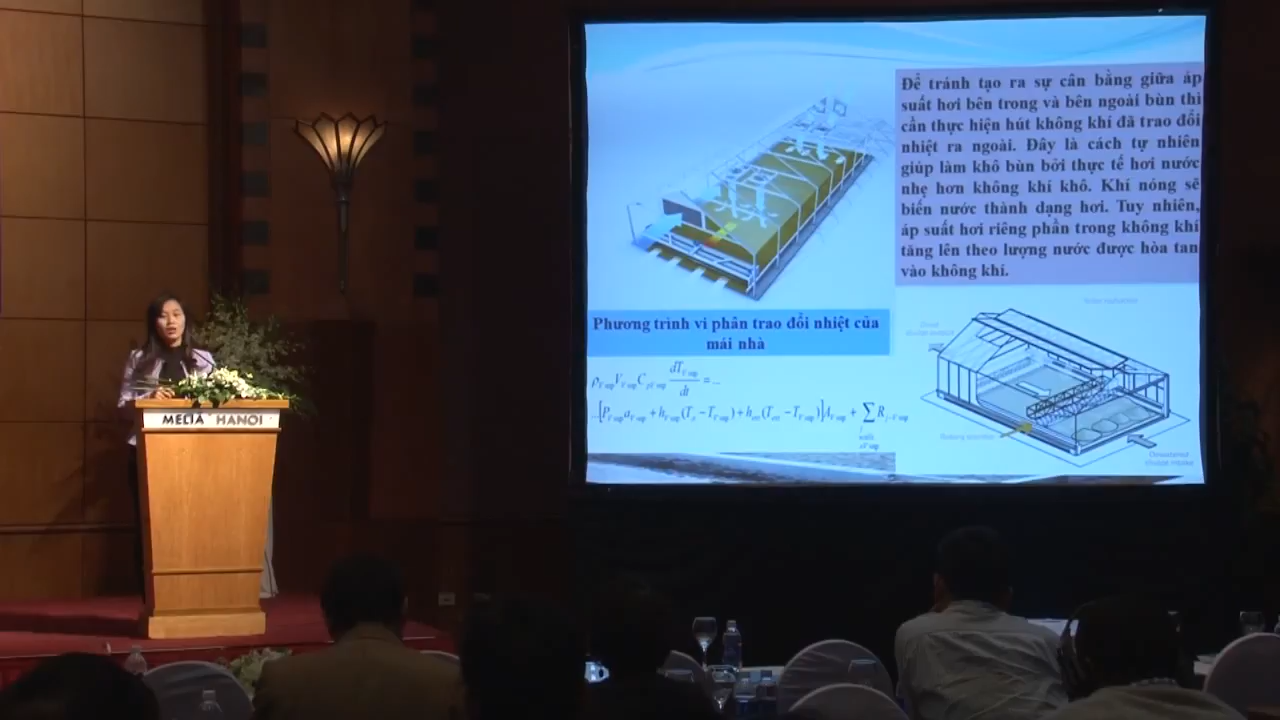 Để tránh tạo ra sự cân bằng giữa áp
suất hơi bên trong và bên ngoài bùn thì
cần thực hiện hút không khí đã trao đổi
nhiệt ra ngoài. Đây là cách tự nhiên
giúp làm khô bùn bởi thực tế hơi nước
nhẹ hơn không khí khô. Khí nóng sẽ
biến nước thành dạng hơi. Tuy nhiên,
áp suất hơi riêng phần trong không khí
tăng lên theo lượng nước được hòa tan
vào không khí.
Phương trình vi phân trao đổi nhiệt của
mái nhà
MELIÁ HANOI